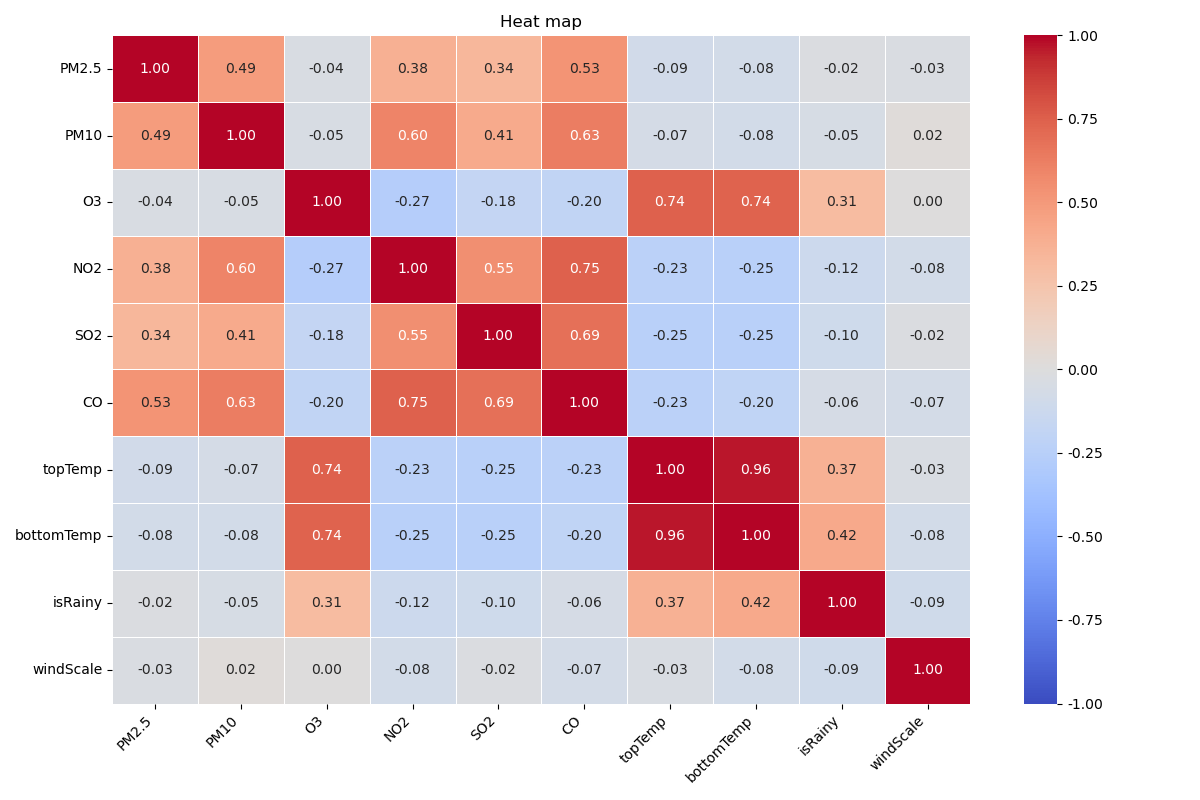 Heat map
PM2.5 1.00 0.49 -0.04 0.38 0.34 0.53 -0.09 -0.08 -0.02 -0.03
PM10 0.49 1.00 -0.05 0.60 0.41 0.63 -0.07 -0.08 -0.05 0.02
O3 -0.04 -0.05 1.00 -0.27 -0.18 -0.20 0.74 0.74 0.31 0.00
NO2 0.38 0.60 -0.27 1.00 0.55 0.75 -0.23 -0.25 -0.12 -0.08
SO2 0.34 0.41 -0.18 0.55 1.00 0.69 -0.25 -0.25 -0.10 -0.02
CO 0.53 0.63 -0.20 0.75 0.69 1.00 -0.23 -0.20 -0.06 -0.07
topTemp -0.09 -0.07 0.74 -0.23 -0.25 -0.23 1.00 0.96 0.37 -0.03
bottomTemp -0.08 -0.08 0.74 -0.25 -0.25 -0.20 0.96 1.00 0.42 -0.08
isRainy -0.02 -0.05 0.31 -0.12 -0.10 -0.06 0.37 0.42 1.00 -0.09
windScale -0.03 0.02 0.00 -0.08 -0.02 -0.07 -0.03 -0.08 -0.09 1.00
PM2.5 PM10 O3 NO2 SO2 CO topTemp bottomTemp isRainy windScale
1.00
0.75
0.50
0.25
0.00
-0.25
-0.50
-0.75
-1.00